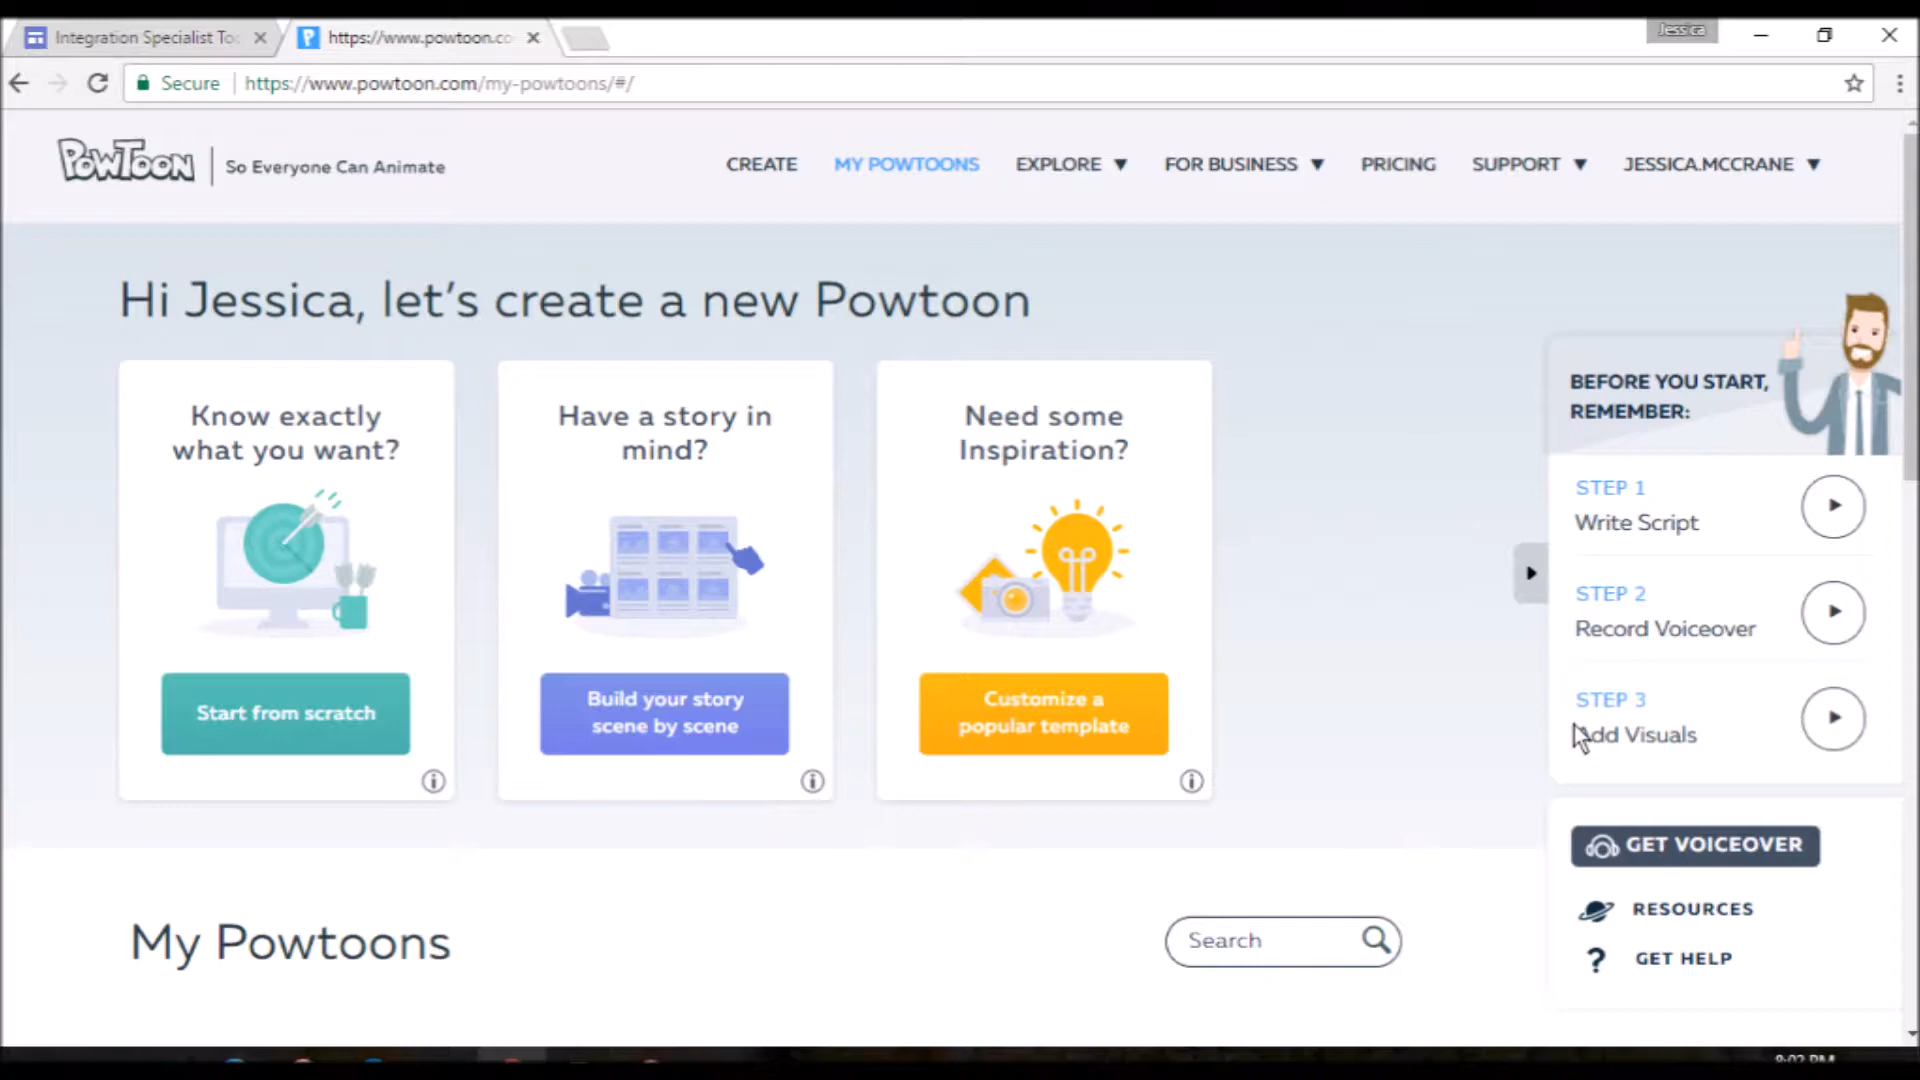 Integration Specialist To
https://www.powtoon.co
Jessica
Secure
https://www.powtoon.com/my-powtoons/#/
PowToon
So Everyone Can Animate
CREATE
MY POWTOONS
EXPLORE
FOR BUSINESS
PRICING
SUPPORT
JESSICA.MCCRANE
Hi Jessica, let's create a new Powtoon
Know exactly
what you want?
Start from scratch
Have a story in
mind?
Build your story
scene by scene
Need some
Inspiration?
Customize a
popular template
BEFORE YOU START,
REMEMBER:
STEP 1
Write Script
STEP 2
Record Voiceover
STEP 3
Add Visuals
GET VOICEOVER
RESOURCES
GET HELP
My Powtoons
Search
8:02 PM